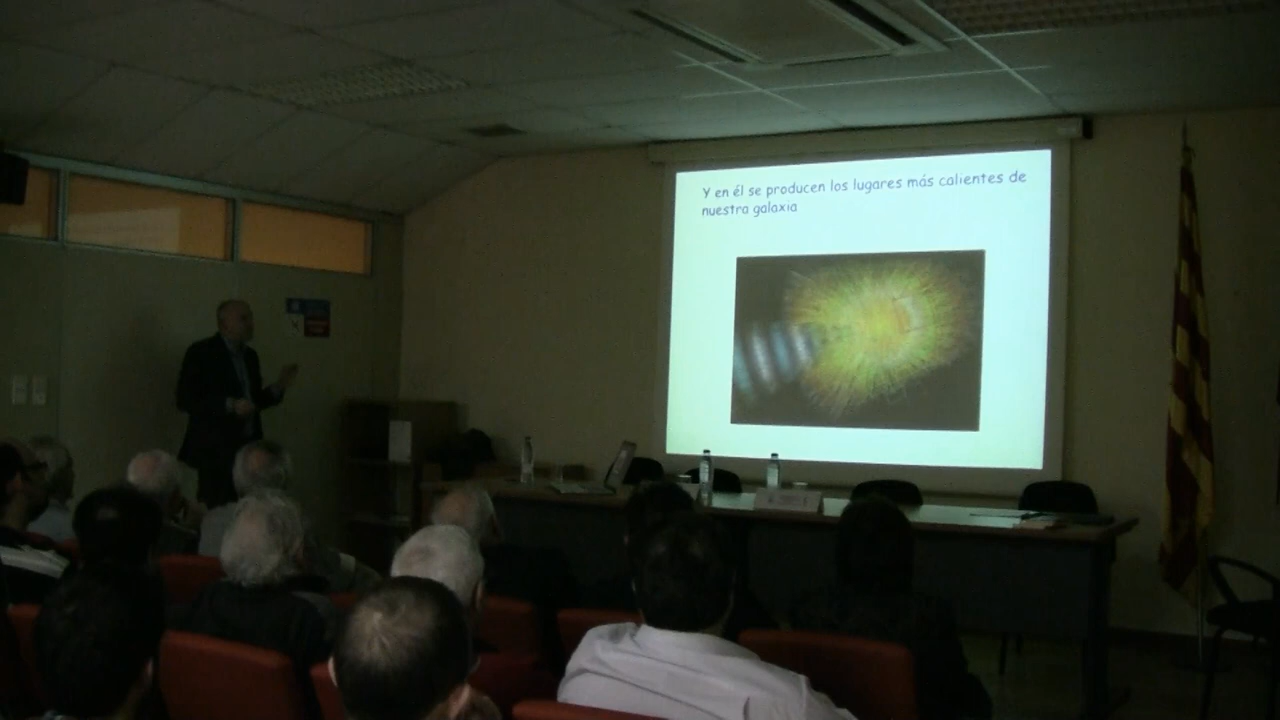 Y en él se producen los lugares más calientes de
nuestra galaxia